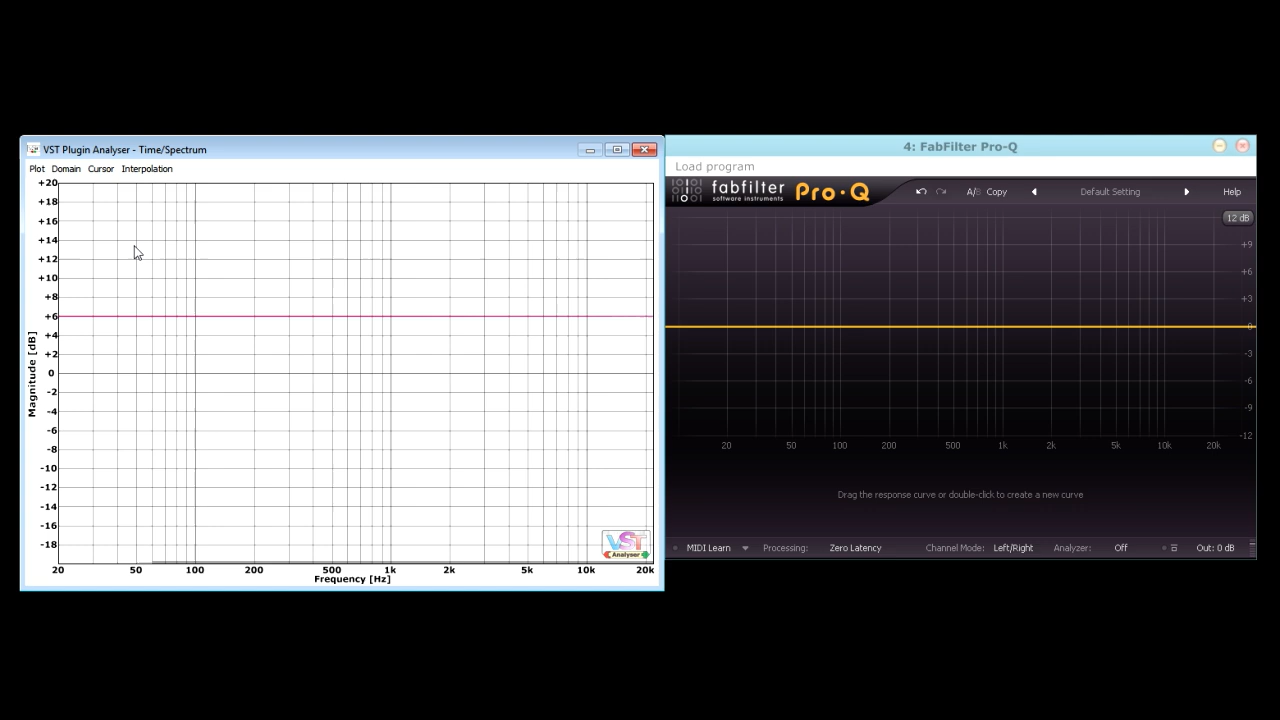 VST Plugin Analyser - Time/Spectrum
Plot Domain Cursor Interpolation
+20
+18
+16
+14
+12
+10
+8
+6
+4
+2
0
-2
-4
-6
-8
-10
-12
-14
-16
-18
Magnitude [dB]
20 50 100 200 500 1k 2k 5k 10k 20k
Frequency [Hz]
VST
Analyser
4: FabFilter Pro-Q
Load program
fabfilter
software instruments
Pro·Q
A/B Copy Default Setting Help
12 dB
+9
+6
+3
0
-3
-6
-9
-12
20 50 100 200 500 1k 2k 5k 10k 20k
Drag the response curve or double-click to create a new curve
MIDI Learn Processing: Zero Latency Channel Mode: Left/Right Analyzer: Off Out: 0 dB